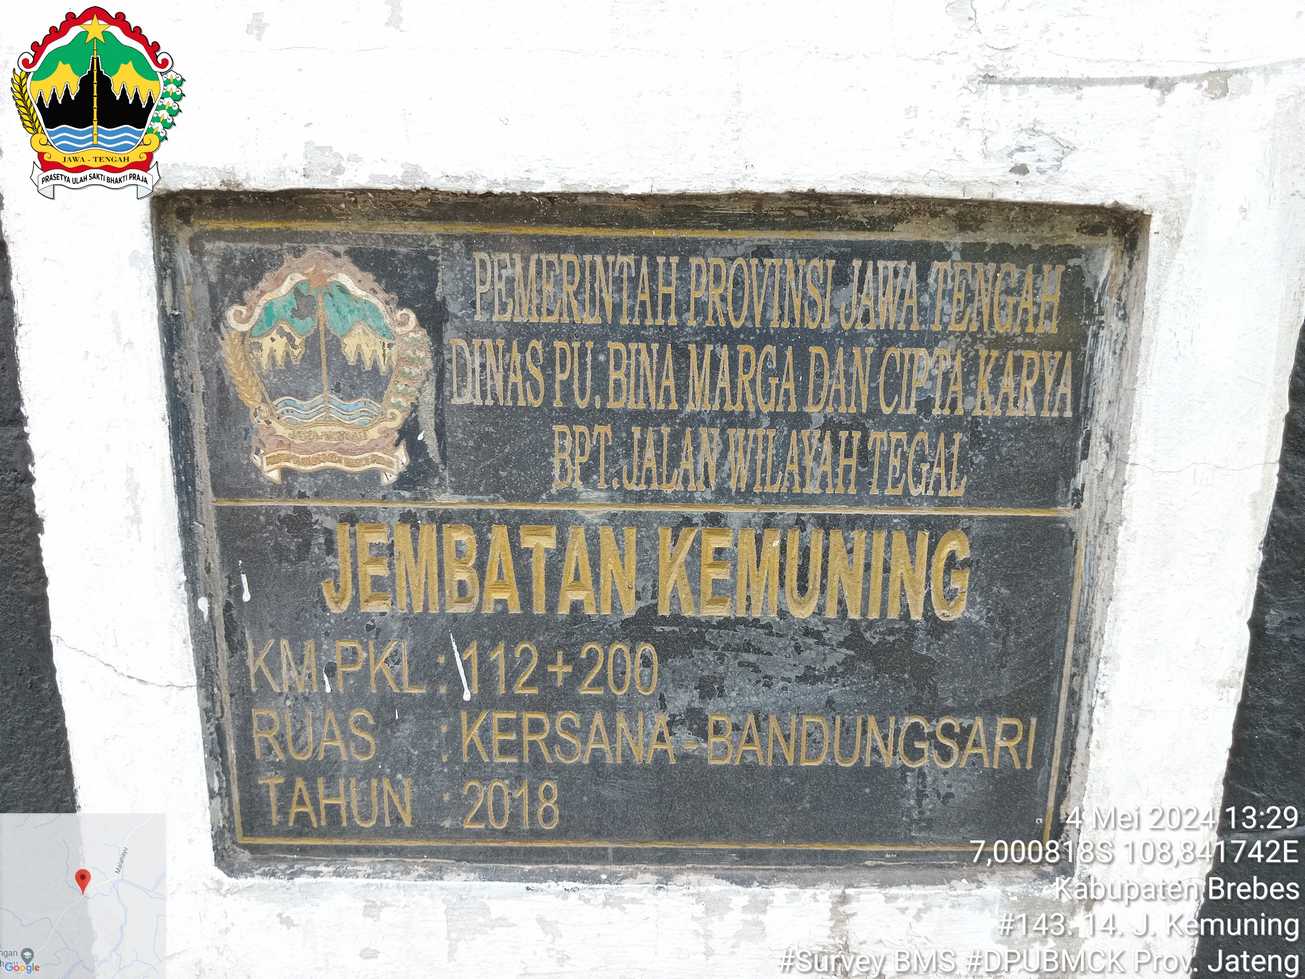 JAWA - TENGAH
PRASETYA ULAH SAKTI BHAKTI PRAJA
PEMERINTAH PROVINSI JAWA TENGAH
DINAS PU. BINA MARGA DAN CIPTA KARYA
BPT. JALAN WILAYAH TEGAL
JEMBATAN KEMUNING
KM.PKL : 112+200
RUAS : KERSANA - BANDUNGSARI
TAHUN : 2018
4 Mei 2024 13:29
7,000818S 108,841742E
Kabupaten Brebes
#143. 14. J. Kemuning
#Survey BMS #DPUBMCK Prov. Jateng
Google